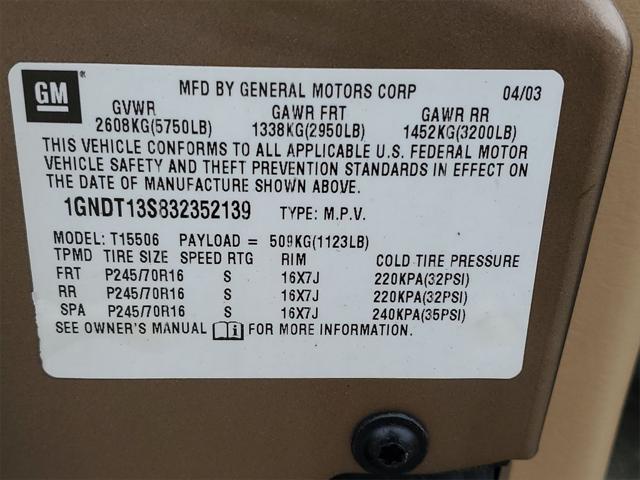 GM ® MFD BY GENERAL MOTORS CORP 04/03
GVWR GAWR FRT GAWR RR
2608KG(5750LB) 1338KG(2950LB) 1452KG(3200LB)
THIS VEHICLE CONFORMS TO ALL APPLICABLE U.S. FEDERAL MOTOR
VEHICLE SAFETY AND THEFT PREVENTION STANDARDS IN EFFECT ON
THE DATE OF MANUFACTURE SHOWN ABOVE.
1GNDT13S832352139 TYPE: M.P.V.
MODEL: T15506 PAYLOAD = 509KG(1123LB)
TPMD TIRE SIZE SPEED RTG RIM COLD TIRE PRESSURE
FRT P245/70R16 S 16X7J 220KPA(32PSI)
RR P245/70R16 S 16X7J 220KPA(32PSI)
SPA P245/70R16 S 16X7J 240KPA(35PSI)
SEE OWNER'S MANUAL i FOR MORE INFORMATION.